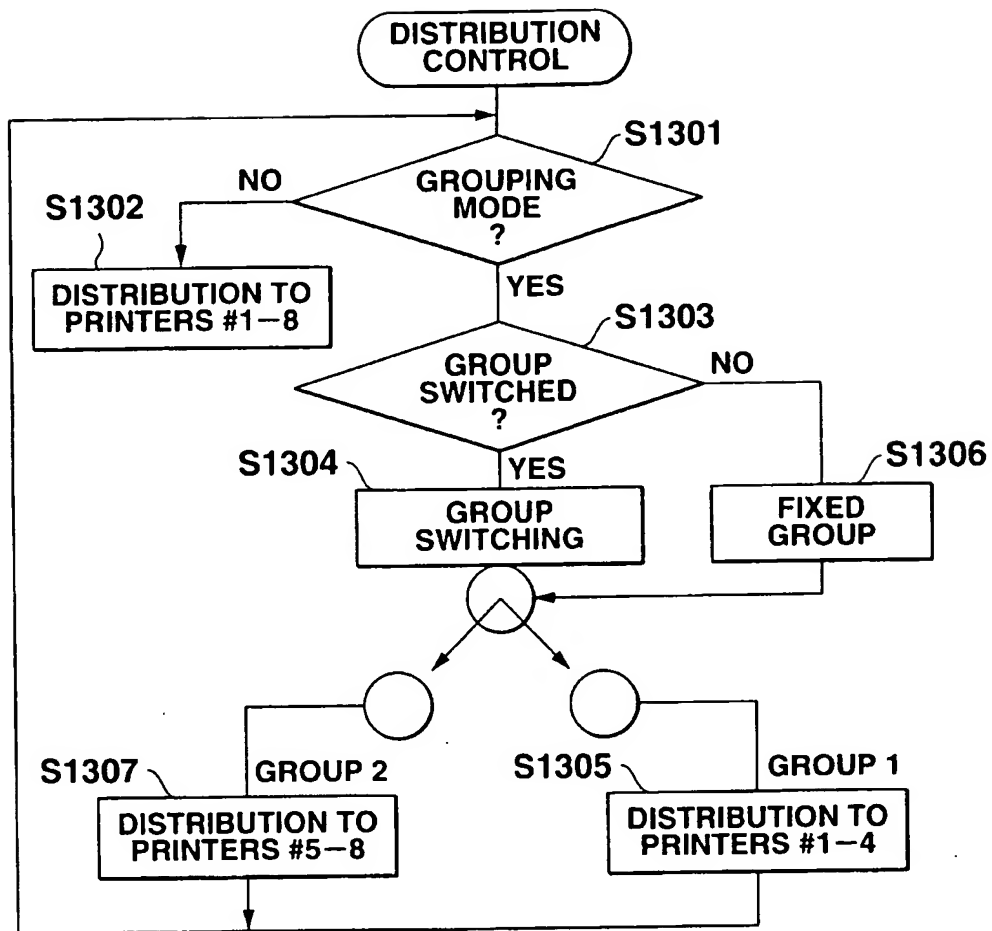 DISTRIBUTION
CONTROL
S1301
NO
GROUPING
MODE
?
S1302
YES
DISTRIBUTION TO
PRINTERS #1–8
S1303
GROUP
SWITCHED
?
NO
S1304
YES
S1306
GROUP
SWITCHING
FIXED
GROUP
S1307
GROUP 2
S1305
GROUP 1
DISTRIBUTION TO
PRINTERS #5–8
DISTRIBUTION TO
PRINTERS #1–4